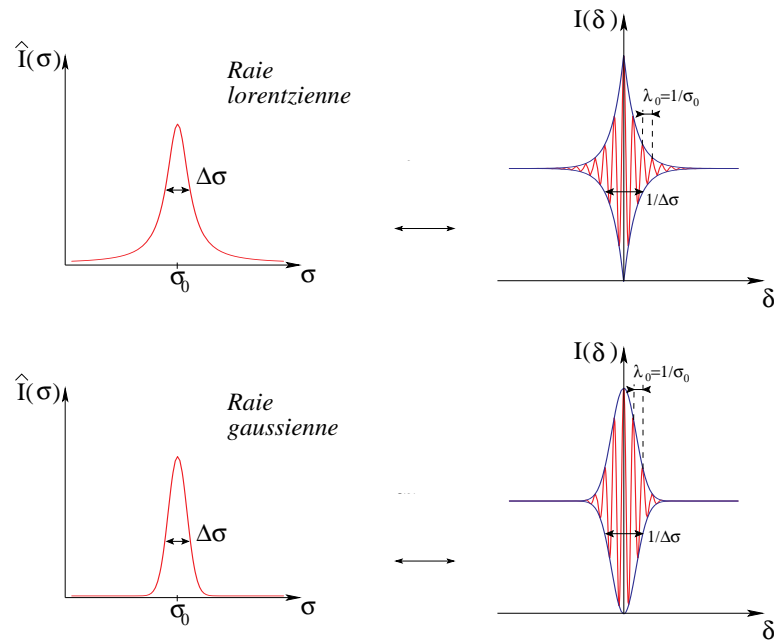 Î(σ)
Raie
lorentzienne
Δσ
σ₀
σ
I(δ)
λ₀=1/σ₀
1/Δσ
δ
Î(σ)
Raie
gaussienne
Δσ
σ₀
σ
I(δ)
λ₀=1/σ₀
1/Δσ
δ